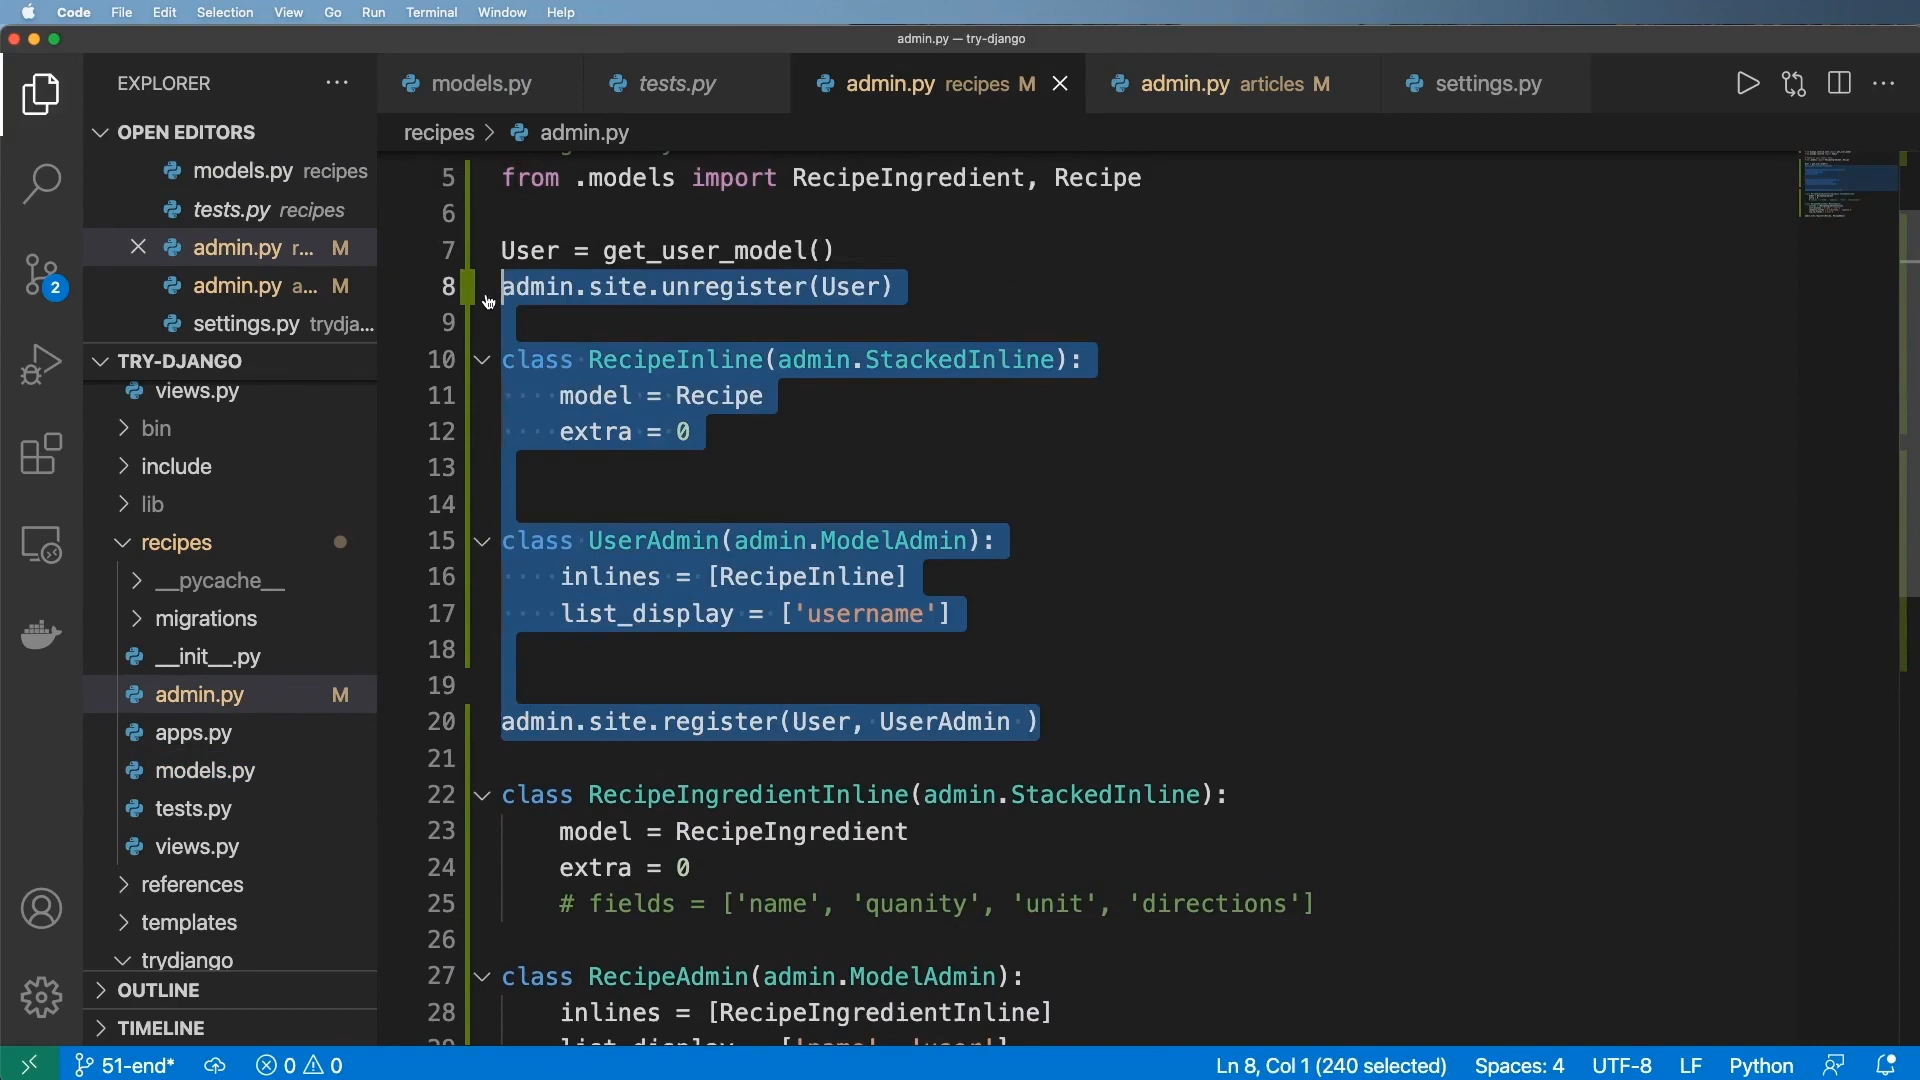 Code File Edit Selection View Go Run Terminal Window Help
admin.py — try-django
EXPLORER
OPEN EDITORS
models.py recipes
tests.py recipes
admin.py r... M
admin.py a... M
settings.py trydja...
TRY-DJANGO
views.py
bin
include
lib
recipes
__pycache__
migrations
__init__.py
admin.py M
apps.py
models.py
tests.py
views.py
references
templates
trydjango
OUTLINE
TIMELINE
2
models.py tests.py admin.py recipes M admin.py articles M settings.py
recipes > admin.py
5 from .models import RecipeIngredient, Recipe
6
7 User = get_user_model()
8 admin.site.unregister(User)
9
10 class RecipeInline(admin.StackedInline):
11 model = Recipe
12 extra = 0
13
14
15 class UserAdmin(admin.ModelAdmin):
16 inlines = [RecipeInline]
17 list_display = ['username']
18
19
20 admin.site.register(User, UserAdmin )
21
22 class RecipeIngredientInline(admin.StackedInline):
23 model = RecipeIngredient
24 extra = 0
25 # fields = ['name', 'quanity', 'unit', 'directions']
26
27 class RecipeAdmin(admin.ModelAdmin):
28 inlines = [RecipeIngredientInline]
51-end* 0 0 Ln 8, Col 1 (240 selected) Spaces: 4 UTF-8 LF Python